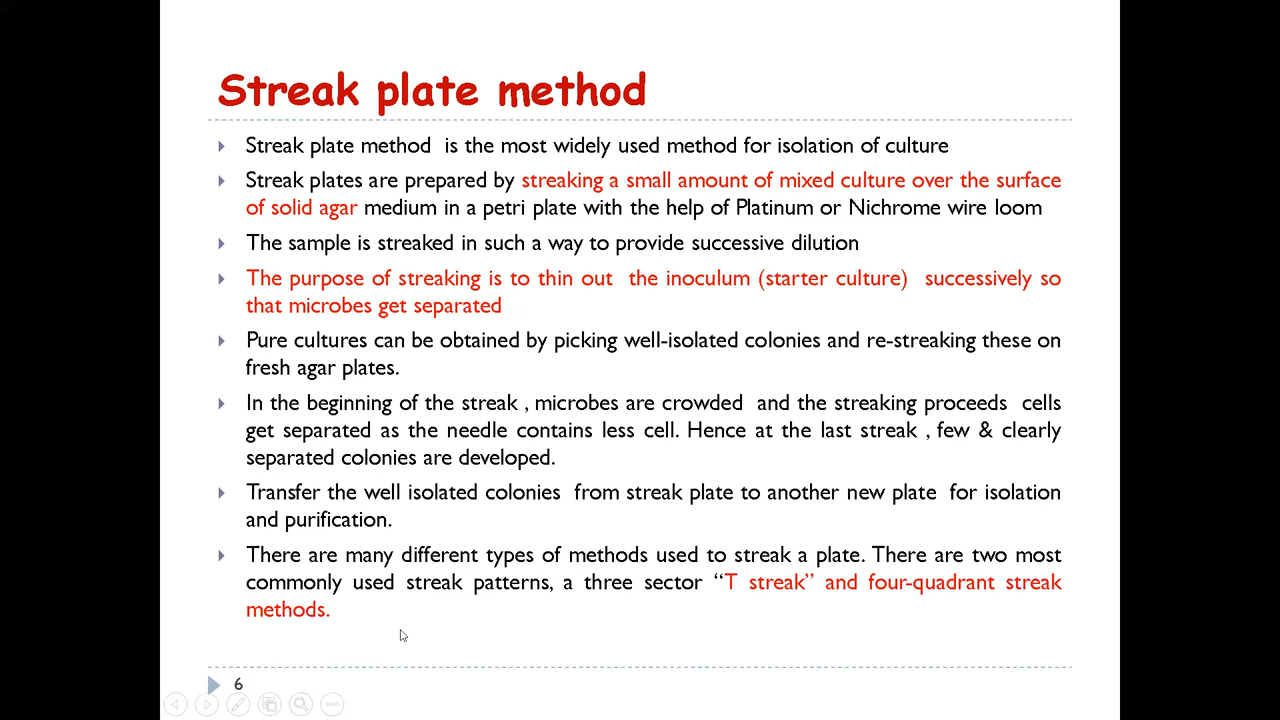 Streak plate method
Streak plate method is the most widely used method for isolation of culture
Streak plates are prepared by streaking a small amount of mixed culture over the surface
of solid agar medium in a petri plate with the help of Platinum or Nichrome wire loom
The sample is streaked in such a way to provide successive dilution
The purpose of streaking is to thin out the inoculum (starter culture) successively so
that microbes get separated
Pure cultures can be obtained by picking well-isolated colonies and re-streaking these on
fresh agar plates.
In the beginning of the streak , microbes are crowded and the streaking proceeds cells
get separated as the needle contains less cell. Hence at the last streak , few & clearly
separated colonies are developed.
Transfer the well isolated colonies from streak plate to another new plate for isolation
and purification.
There are many different types of methods used to streak a plate. There are two most
commonly used streak patterns, a three sector “T streak” and four-quadrant streak
methods.
6